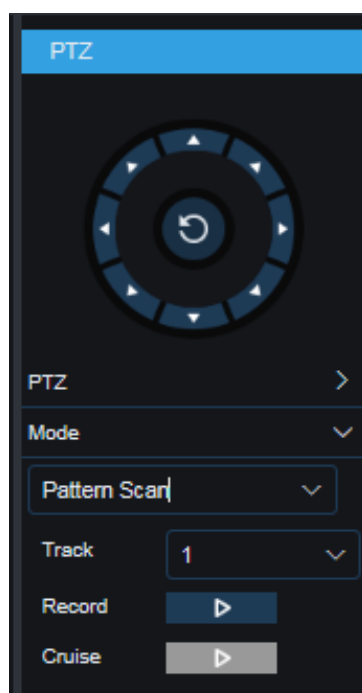 PTZ
PTZ
Mode
Pattern Scan
Track
1
Record
Cruise